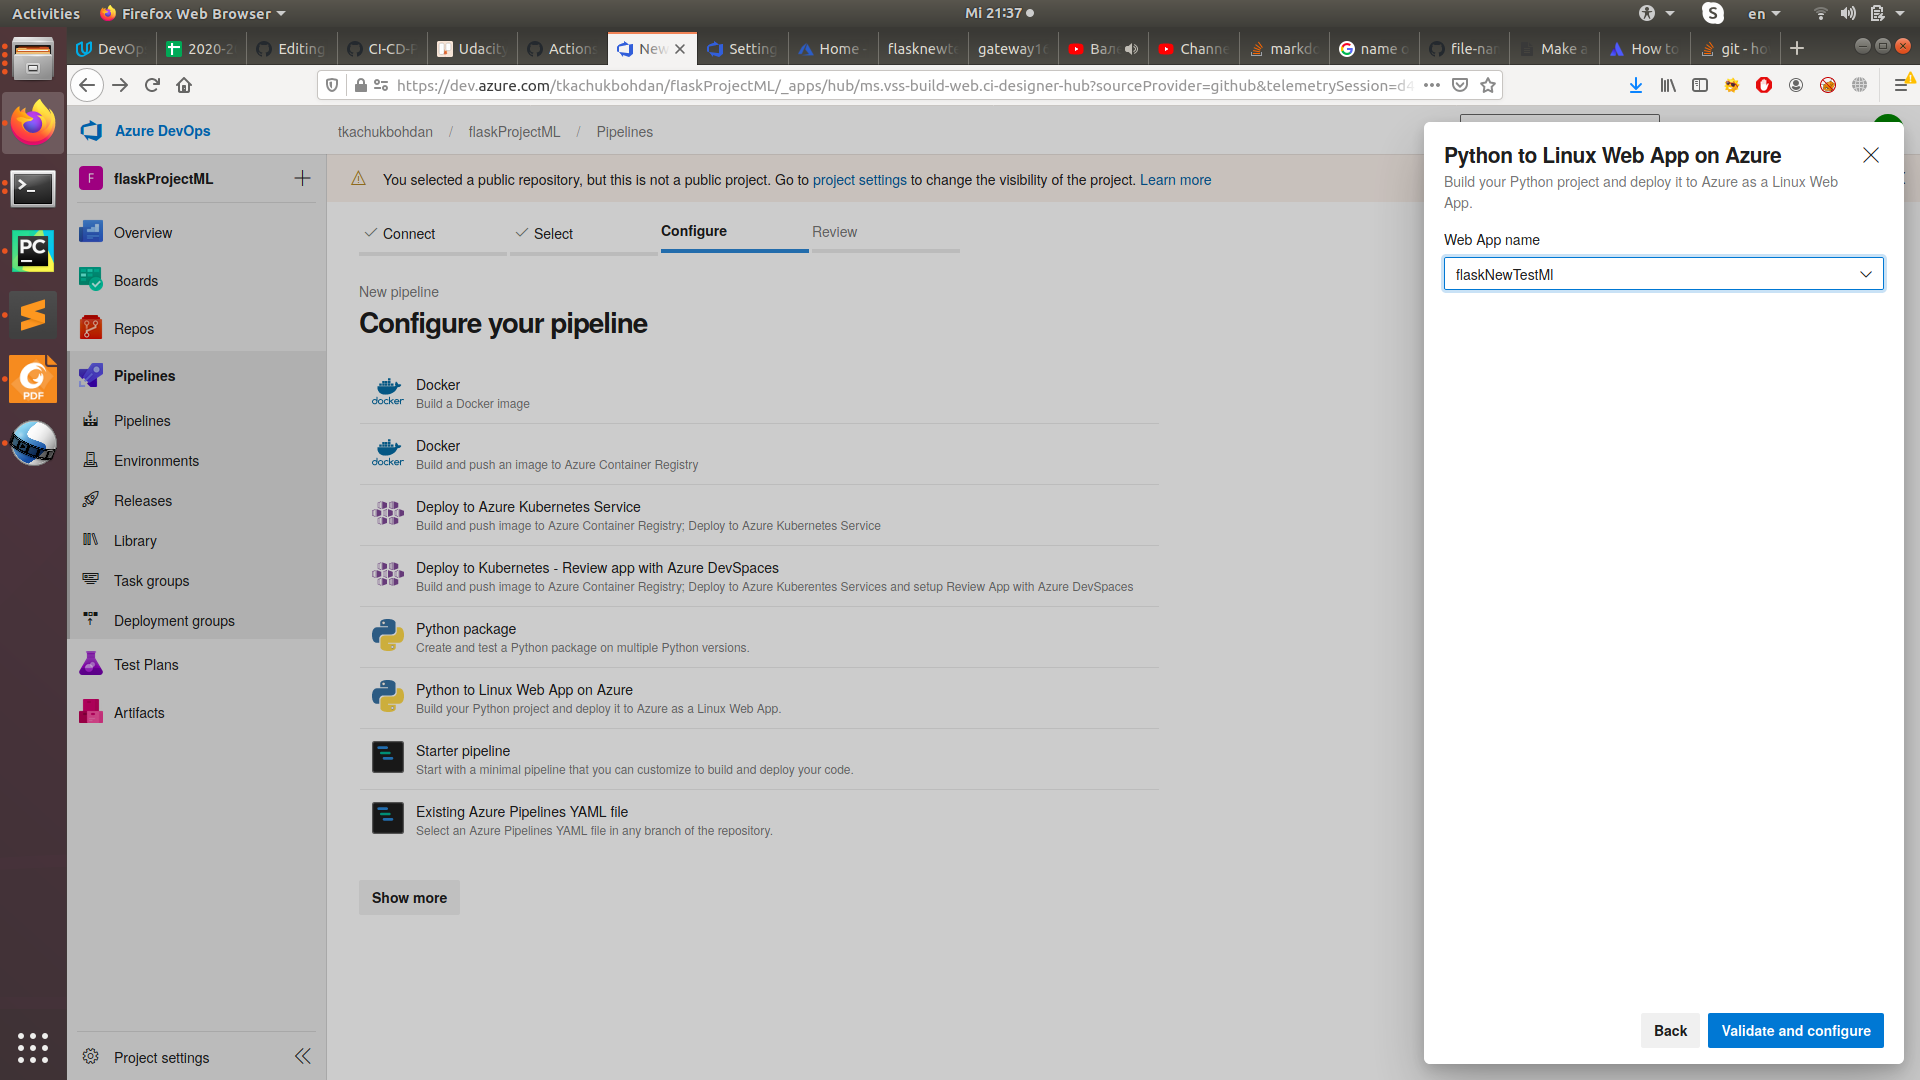 Activities
Firefox Web Browser
Mi 21:37
en
DevOp
2020-2
Editing
CI-CD-P
Udacity
Actions
New
Setting
Home -
flasknewte
gateway1
Вале
Channe
markdo
name o
file-nam
Make a
How to
git - ho
https://dev.azure.com/tkachukbohdan/flaskProjectML/_apps/hub/ms.vss-build-web.ci-designer-hub?sourceProvider=github&telemetrySession=d4
Azure DevOps
tkachukbohdan / flaskProjectML / Pipelines
F
flaskProjectML
You selected a public repository, but this is not a public project. Go to project settings to change the visibility of the project. Learn more
Overview
Boards
Repos
Pipelines
Pipelines
Environments
Releases
Library
Task groups
Deployment groups
Test Plans
Artifacts
Project settings
Connect
Select
Configure
Review
New pipeline
Configure your pipeline
docker
Docker
Build a Docker image
docker
Docker
Build and push an image to Azure Container Registry
Deploy to Azure Kubernetes Service
Build and push image to Azure Container Registry; Deploy to Azure Kubernetes Service
Deploy to Kubernetes - Review app with Azure DevSpaces
Build and push image to Azure Container Registry; Deploy to Azure Kuberentes Services and setup Review App with Azure DevSpaces
Python package
Create and test a Python package on multiple Python versions.
Python to Linux Web App on Azure
Build your Python project and deploy it to Azure as a Linux Web App.
Starter pipeline
Start with a minimal pipeline that you can customize to build and deploy your code.
Existing Azure Pipelines YAML file
Select an Azure Pipelines YAML file in any branch of the repository.
Show more
Python to Linux Web App on Azure
Build your Python project and deploy it to Azure as a Linux Web
App.
Web App name
flaskNewTestMl
Back
Validate and configure
PC
PDF